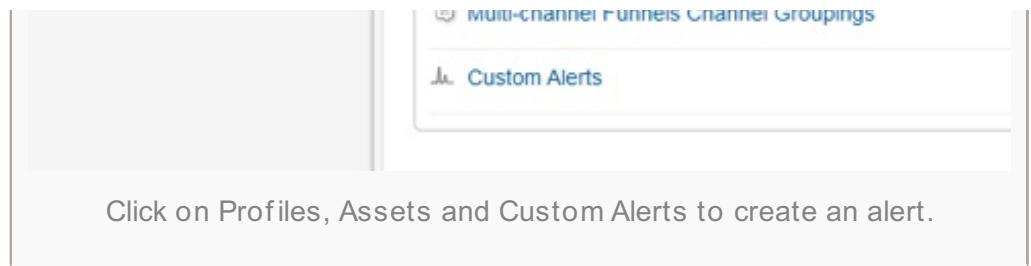 Multi-channel Funnels Channel Groupings
Custom Alerts
Click on Profiles, Assets and Custom Alerts to create an alert.